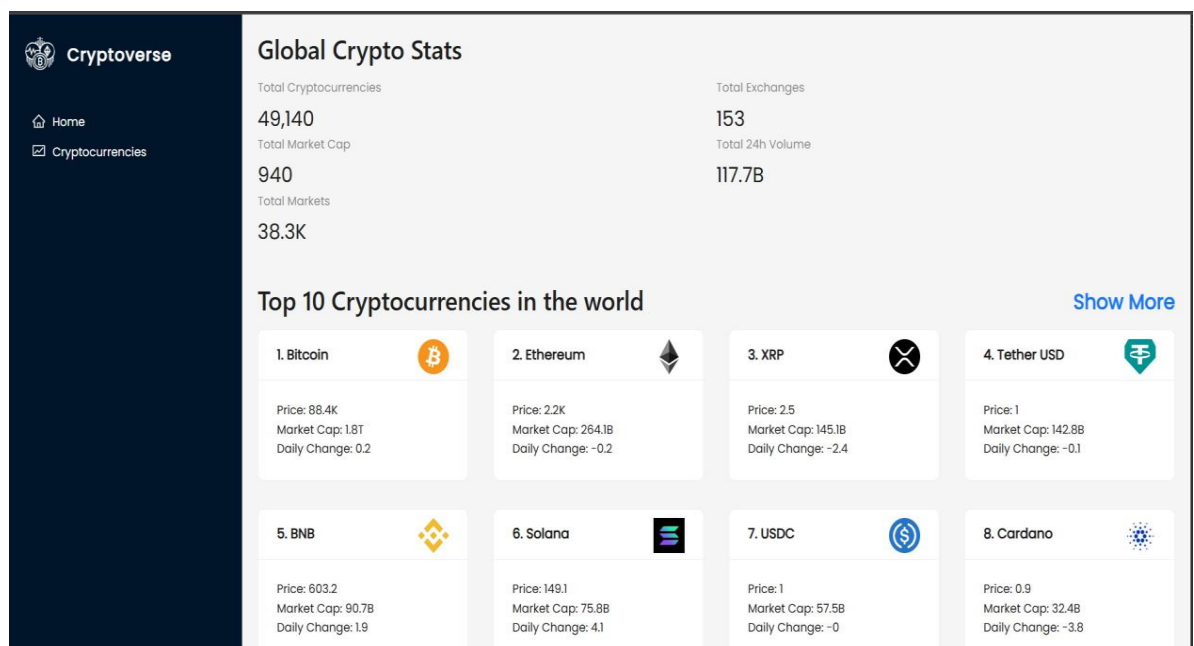 Cryptoverse
Home
Cryptocurrencies
Global Crypto Stats
Total Cryptocurrencies
49,140
Total Exchanges
153
Total Market Cap
940
Total 24h Volume
117.7B
Total Markets
38.3K
Top 10 Cryptocurrencies in the world
Show More
1. Bitcoin
Price: 88.4K
Market Cap: 1.8T
Daily Change: 0.2
2. Ethereum
Price: 2.2K
Market Cap: 264.1B
Daily Change: -0.2
3. XRP
Price: 2.5
Market Cap: 145.1B
Daily Change: -2.4
4. Tether USD
Price: 1
Market Cap: 142.8B
Daily Change: -0.1
5. BNB
Price: 603.2
Market Cap: 90.7B
Daily Change: 1.9
6. Solana
Price: 149.1
Market Cap: 75.8B
Daily Change: 4.1
7. USDC
Price: 1
Market Cap: 57.5B
Daily Change: -0
8. Cardano
Price: 0.9
Market Cap: 32.4B
Daily Change: -3.8